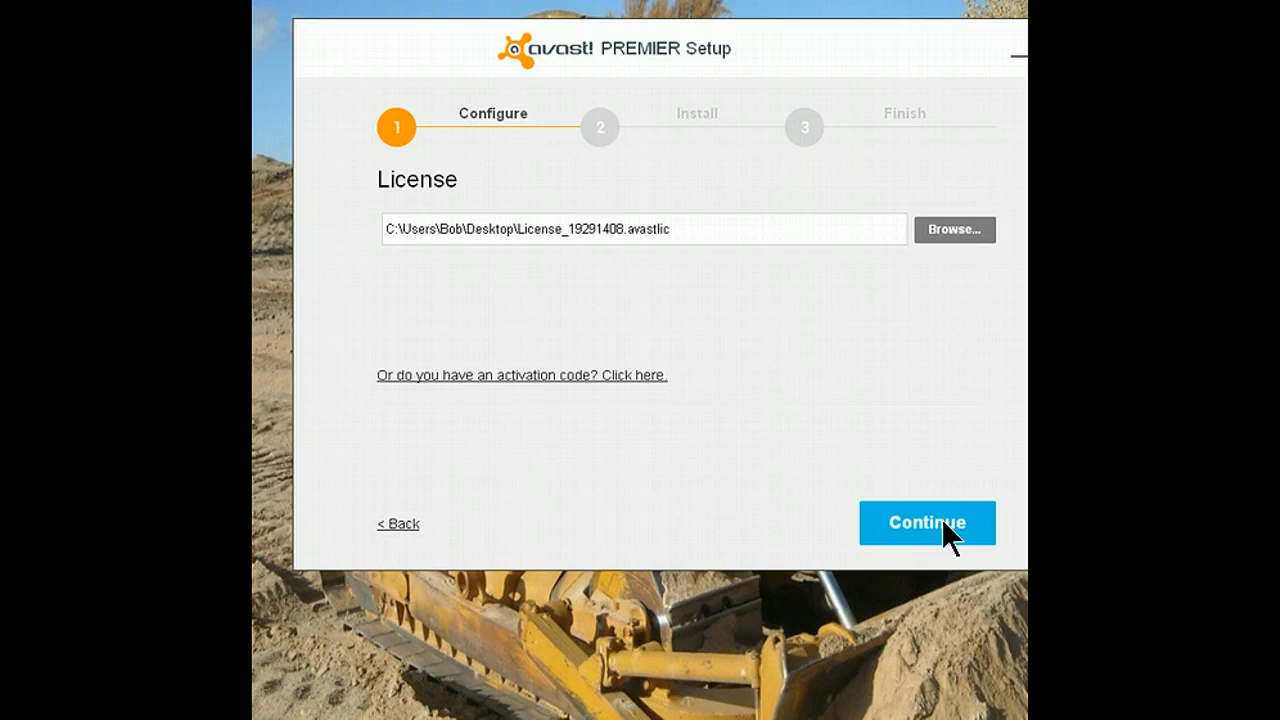 avast! PREMIER Setup
1 Configure 2 Install 3 Finish
License
C:\Users\Bob\Desktop\License_19291408.avastlic Browse...
Or do you have an activation code? Click here.
< Back Continue